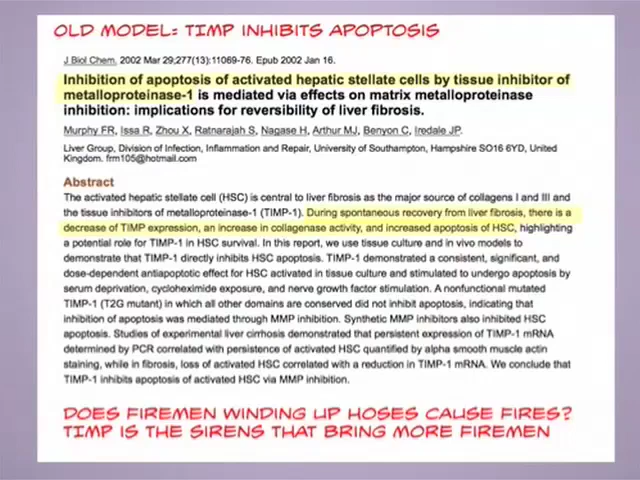 OLD MODEL: TIMP INHIBITS APOPTOSIS
J Biol Chem. 2002 Mar 29;277(13):11069-76. Epub 2002 Jan 16.
Inhibition of apoptosis of activated hepatic stellate cells by tissue inhibitor of
metalloproteinase-1 is mediated via effects on matrix metalloproteinase
inhibition: implications for reversibility of liver fibrosis.
Murphy FR, Issa R, Zhou X, Ratnarajah S, Nagase H, Arthur MJ, Benyon C, Iredale JP.
Liver Group, Division of Infection, Inflammation and Repair, University of Southampton, Hampshire SO16 6YD, United
Kingdom. frm105@hotmail.com
Abstract
The activated hepatic stellate cell (HSC) is central to liver fibrosis as the major source of collagens I and III and
the tissue inhibitors of metalloproteinase-1 (TIMP-1). During spontaneous recovery from liver fibrosis, there is a
decrease of TIMP expression, an increase in collagenase activity, and increased apoptosis of HSC, highlighting
a potential role for TIMP-1 in HSC survival. In this report, we use tissue culture and in vivo models to
demonstrate that TIMP-1 directly inhibits HSC apoptosis. TIMP-1 demonstrated a consistent, significant, and
dose-dependent antiapoptotic effect for HSC activated in tissue culture and stimulated to undergo apoptosis by
serum deprivation, cycloheximide exposure, and nerve growth factor stimulation. A nonfunctional mutated
TIMP-1 (T2G mutant) in which all other domains are conserved did not inhibit apoptosis, indicating that
inhibition of apoptosis was mediated through MMP inhibition. Synthetic MMP inhibitors also inhibited HSC
apoptosis. Studies of experimental liver cirrhosis demonstrated that persistent expression of TIMP-1 mRNA
determined by PCR correlated with persistence of activated HSC quantified by alpha smooth muscle actin
staining, while in fibrosis, loss of activated HSC correlated with a reduction in TIMP-1 mRNA. We conclude that
TIMP-1 inhibits apoptosis of activated HSC via MMP inhibition.
DOES FIREMEN WINDING UP HOSES CAUSE FIRES?
TIMP IS THE SIRENS THAT BRING MORE FIREMEN